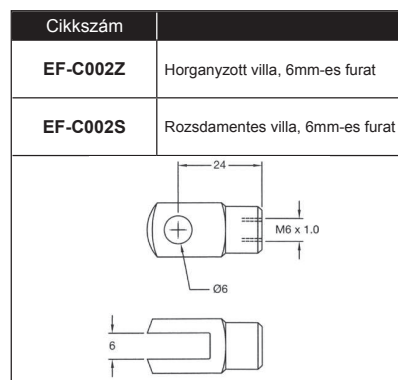 Cikkszám
EF-C002Z Horganyzott villa, 6mm-es furat
EF-C002S Rozsdamentes villa, 6mm-es furat
24
M6 x 1.0
Ø6
6